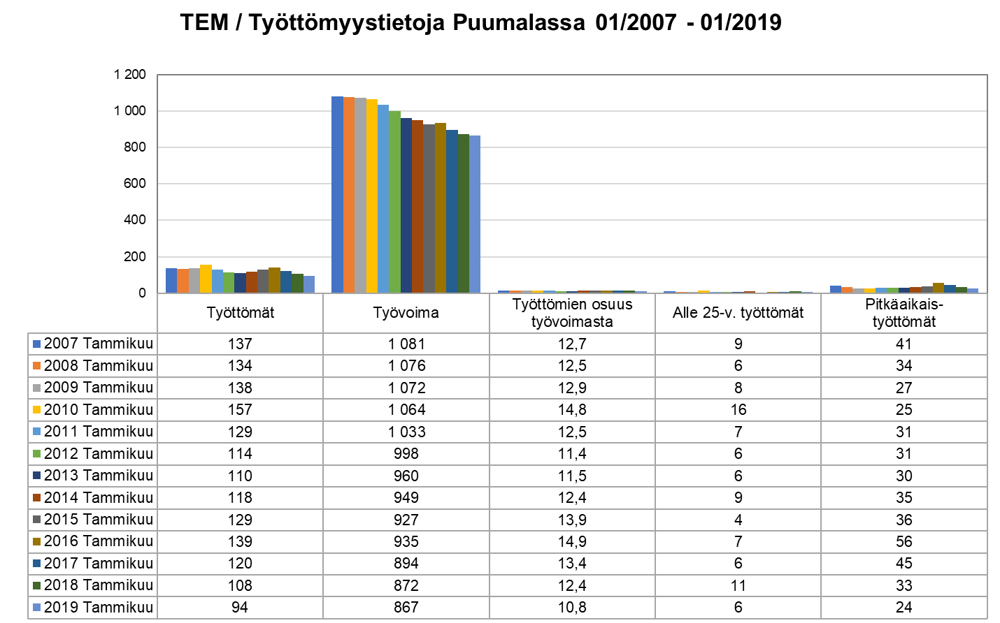 TEM / Työttömyystietoja Puumalassa 01/2007 - 01/2019
1 200
1 000
800
600
400
200
0
Työttömät Työvoima Työttömien osuus työvoimasta Alle 25-v. työttömät Pitkäaikais-työttömät
2007 Tammikuu 137 1 081 12,7 9 41
2008 Tammikuu 134 1 076 12,5 6 34
2009 Tammikuu 138 1 072 12,9 8 27
2010 Tammikuu 157 1 064 14,8 16 25
2011 Tammikuu 129 1 033 12,5 7 31
2012 Tammikuu 114 998 11,4 6 31
2013 Tammikuu 110 960 11,5 6 30
2014 Tammikuu 118 949 12,4 9 35
2015 Tammikuu 129 927 13,9 4 36
2016 Tammikuu 139 935 14,9 7 56
2017 Tammikuu 120 894 13,4 6 45
2018 Tammikuu 108 872 12,4 11 33
2019 Tammikuu 94 867 10,8 6 24